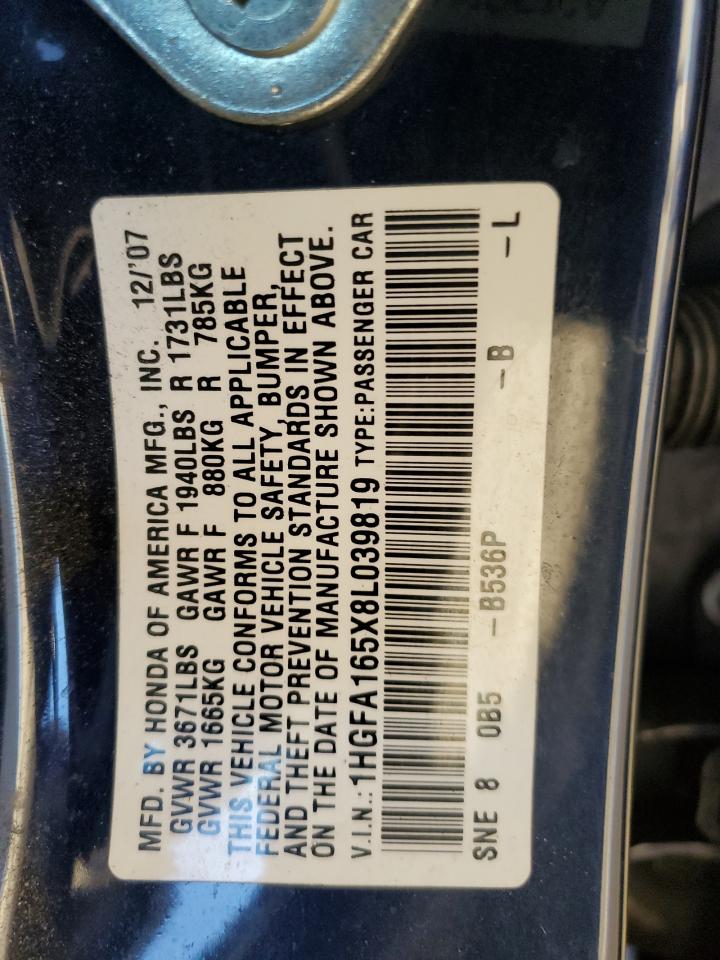 MFD. BY HONDA OF AMERICA MFG., INC. 12/'07
GVWR 3671LBS GAWR F 1940LBS R 1731LBS
GVWR 1665KG GAWR F 880KG R 785KG
THIS VEHICLE CONFORMS TO ALL APPLICABLE
FEDERAL MOTOR VEHICLE SAFETY, BUMPER,
AND THEFT PREVENTION STANDARDS IN EFFECT
ON THE DATE OF MANUFACTURE SHOWN ABOVE.
V.I.N.: 1HGFA165X8L039819 TYPE:PASSENGER CAR
SNE 8 0B5 -B536P -B -L